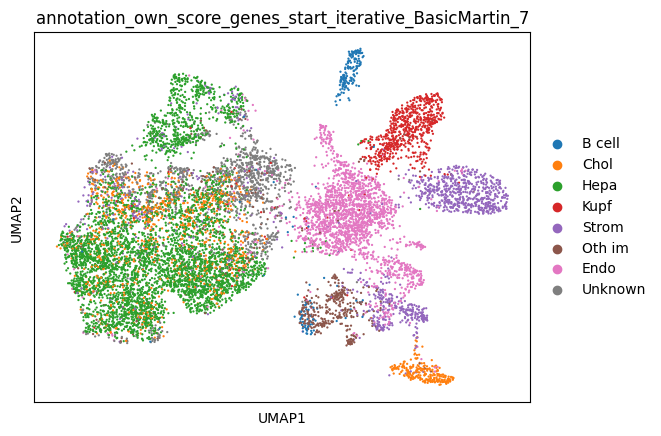 annotation_own_score_genes_start_iterative_BasicMartin_7
UMAP2
UMAP1
B cell
Chol
Hepa
Kupf
Strom
Oth im
Endo
Unknown